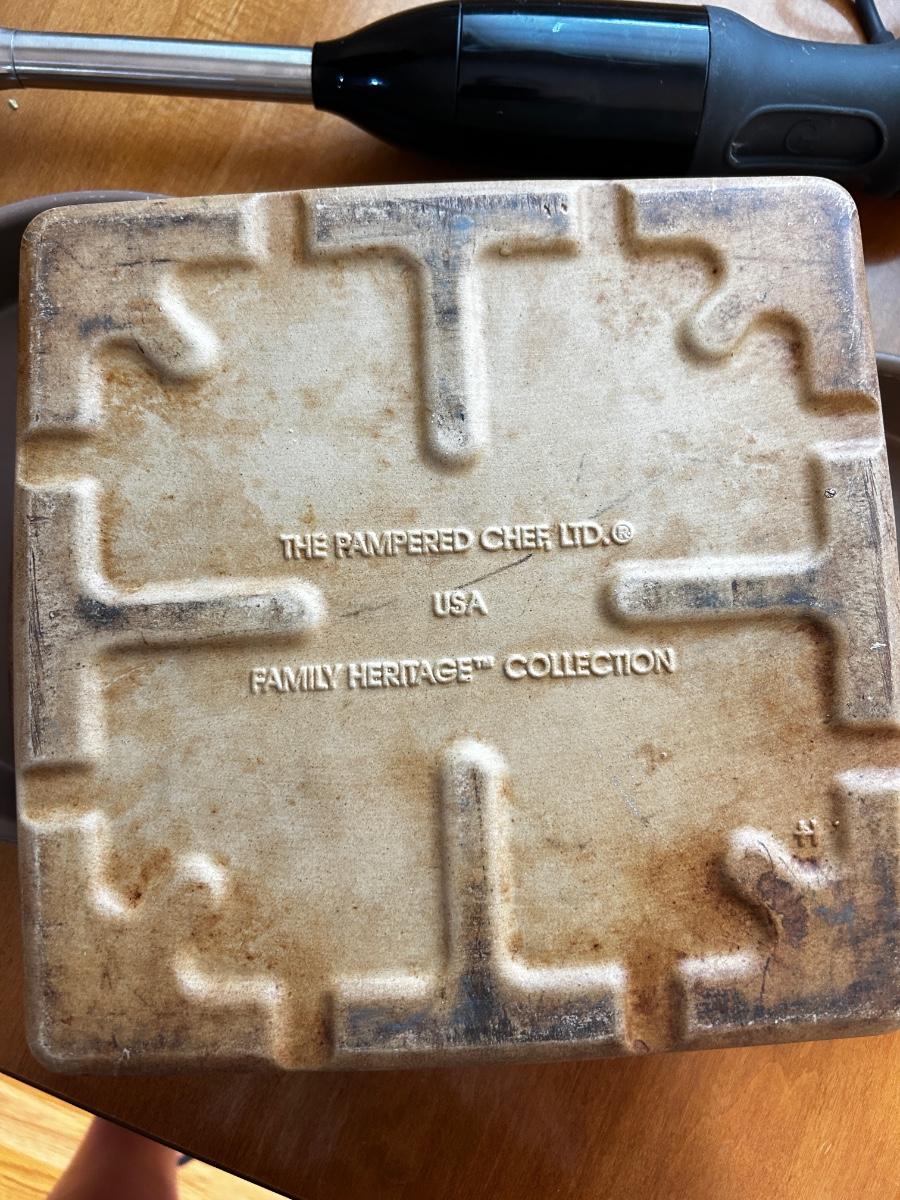 THE PAMPERED CHEF, LTD.®
USA
FAMILY HERITAGE™ COLLECTION
H